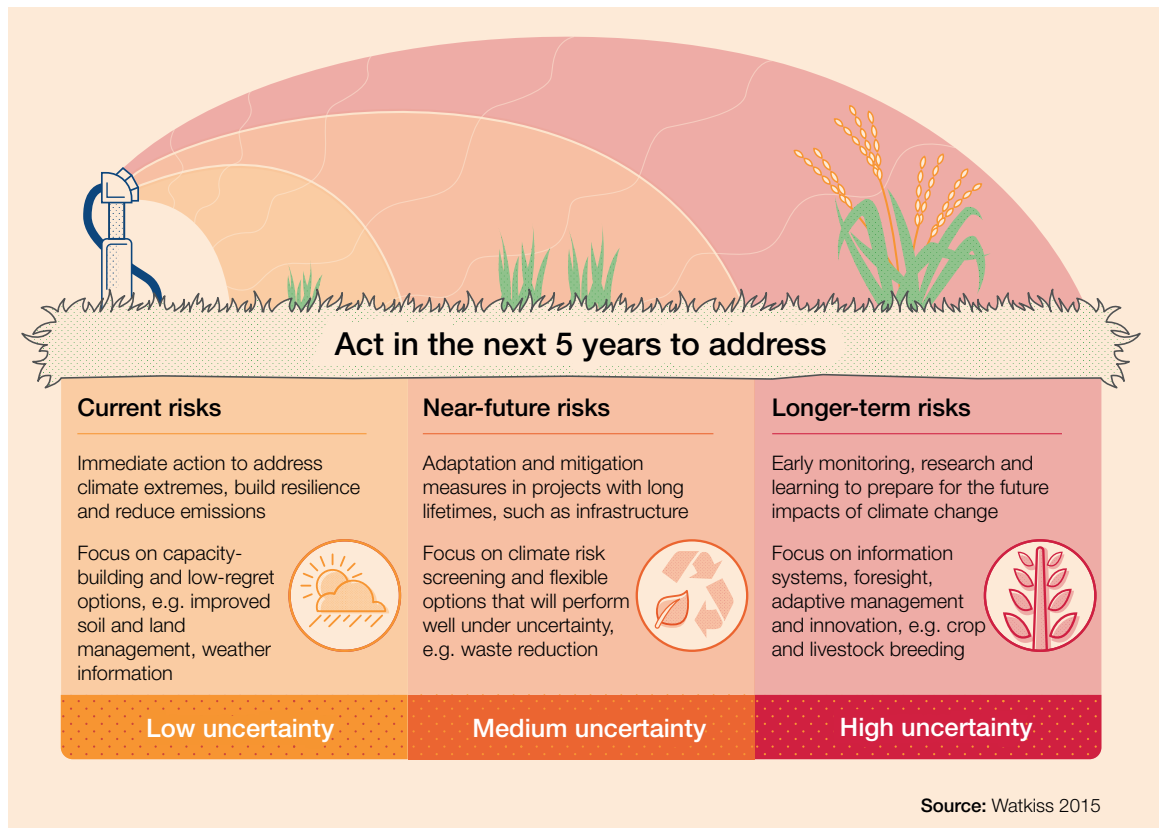 Act in the next 5 years to address
Current risks
Immediate action to address
climate extremes, build resilience
and reduce emissions
Focus on capacity-
building and low-regret
options, e.g. improved
soil and land
management, weather
information
Low uncertainty
Near-future risks
Adaptation and mitigation
measures in projects with long
lifetimes, such as infrastructure
Focus on climate risk
screening and flexible
options that will perform
well under uncertainty,
e.g. waste reduction
Medium uncertainty
Longer-term risks
Early monitoring, research and
learning to prepare for the future
impacts of climate change
Focus on information
systems, foresight,
adaptive management
and innovation, e.g. crop
and livestock breeding
High uncertainty
Source: Watkiss 2015